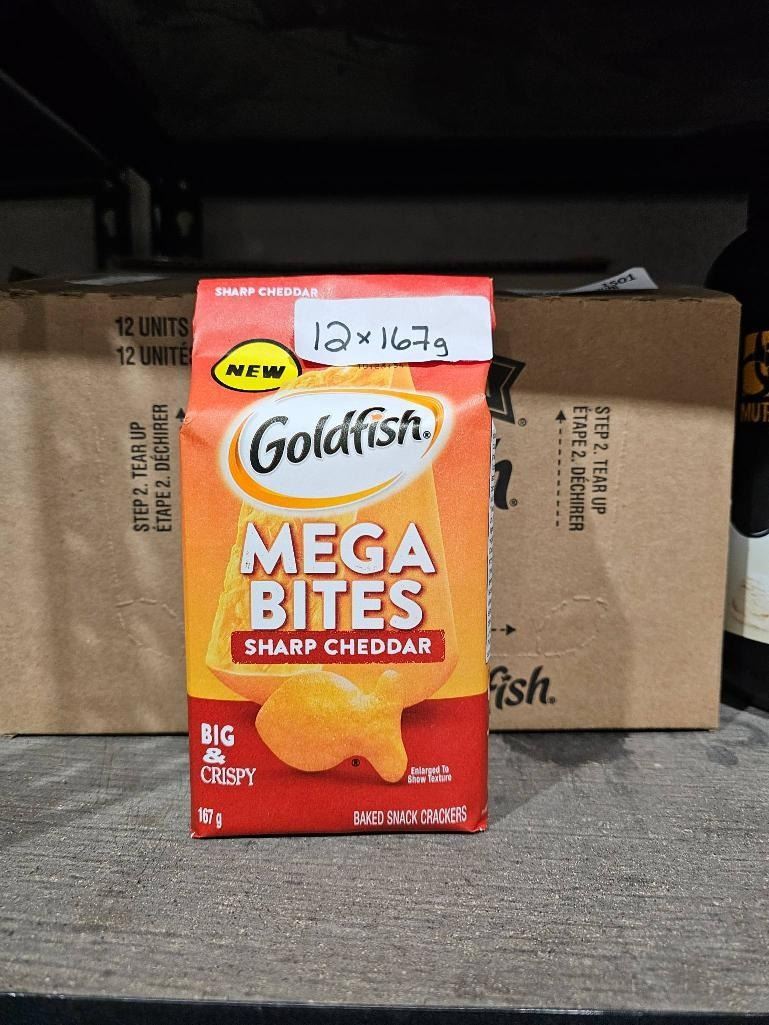 SHARP CHEDDAR
12 x 167g
NEW
Goldfish®
MEGA
BITES
SHARP CHEDDAR
BIG
&
CRISPY
®
Enlarged To
Show Texture
167 g
BAKED SNACK CRACKERS
12 UNITS
12 UNITÉ
STEP 2. TEAR UP
ÉTAPE 2. DÉCHIRER
STEP 2. TEAR UP
ÉTAPE 2. DÉCHIRER
fish®
MUT